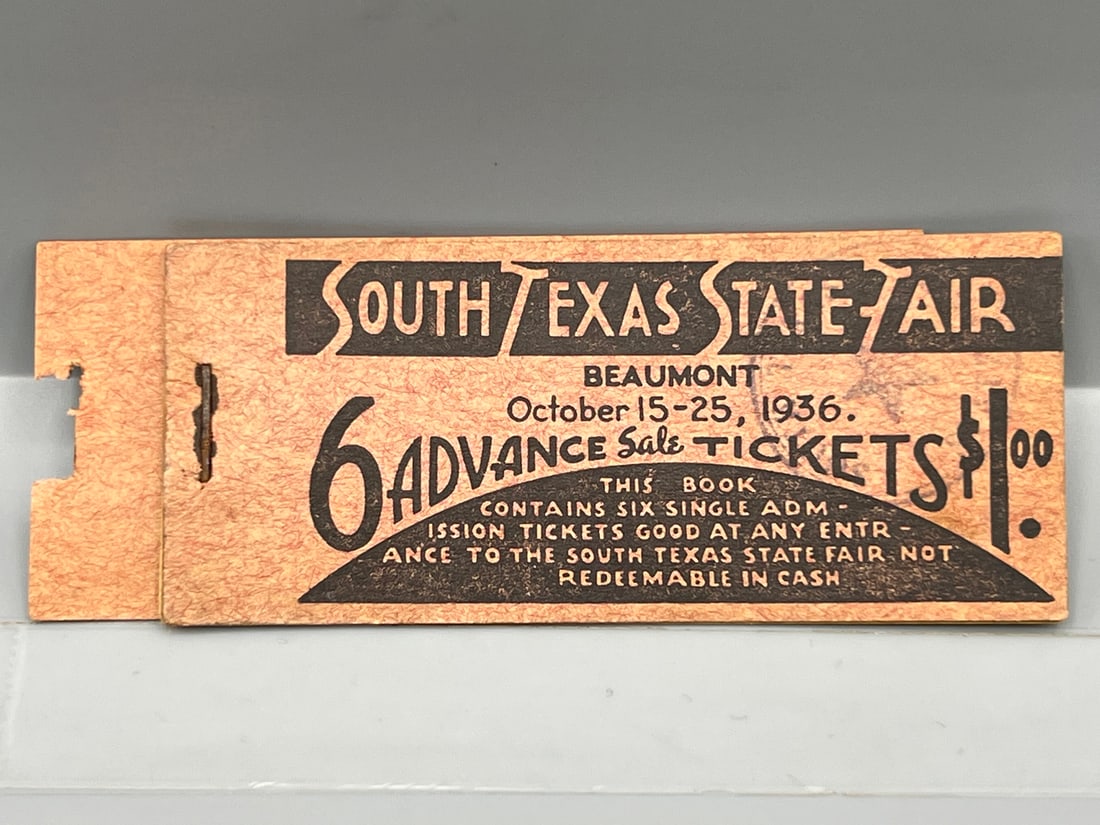 SOUTH TEXAS STATE FAIR
BEAUMONT
October 15-25, 1936.
6 ADVANCE Sale TICKETS $1.00
THIS BOOK
CONTAINS SIX SINGLE ADM-
ISSION TICKETS GOOD AT ANY ENTR-
ANCE TO THE SOUTH TEXAS STATE FAIR. NOT
REDEEMABLE IN CASH